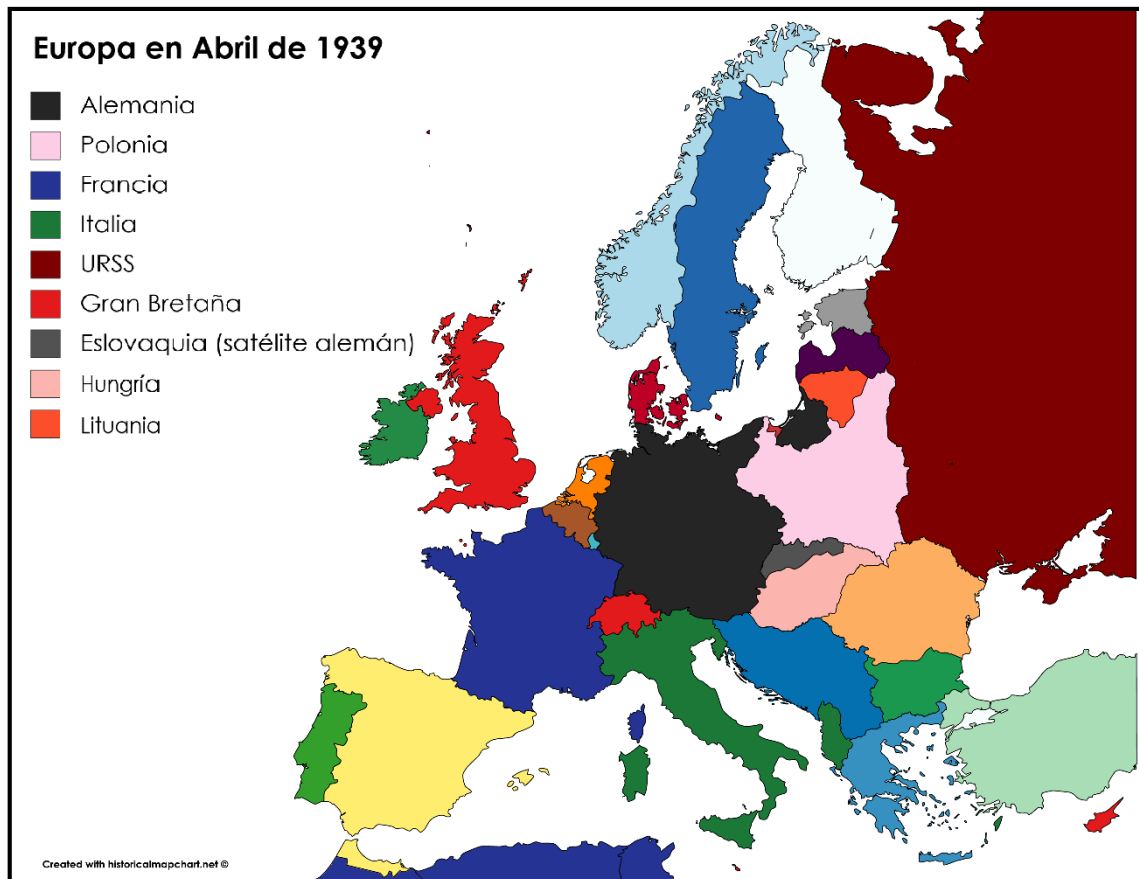 Europa en Abril de 1939
Alemania
Polonia
Francia
Italia
URSS
Gran Bretaña
Eslovaquia (satélite alemán)
Hungría
Lituania
Created with historicalmapchart.net ©